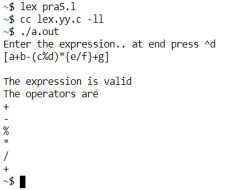 ~$ lex pra5.l
~$ cc lex.yy.c -ll
~$ ./a.out
Enter the expression.. at end press ^d
[a+b-(c%d)*{e/f}+g]
The expression is valid
The operators are
+
-
%
*
/
+
~$